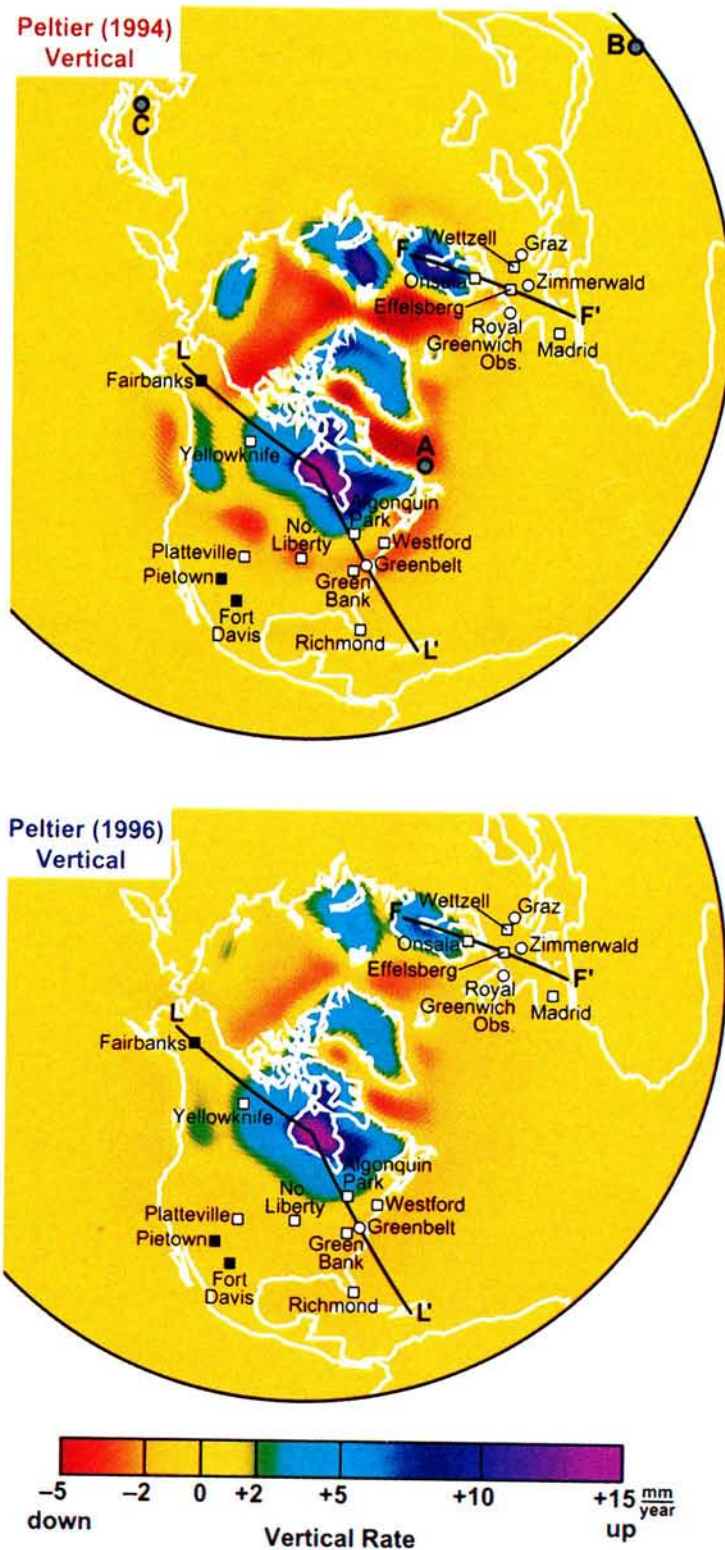 Peltier (1994)
Vertical
B
C
Wettzell
Graz
F
Onsala
Zimmerwald
Effelsberg
F'
Royal
Greenwich
Obs.
Madrid
L
Fairbanks
A
Yellowknife
Algonquin
Park
No.
Liberty
Westford
Platteville
Greenbelt
Pietown
Green
Bank
Fort
Davis
Richmond
L'
Peltier (1996)
Vertical
Wettzell
Graz
F
Onsala
Zimmerwald
Effelsberg
F'
Royal
Greenwich
Obs.
Madrid
L
Fairbanks
Yellowknife
Algonquin
Park
No.
Liberty
Westford
Platteville
Greenbelt
Pietown
Green
Bank
Fort
Davis
Richmond
L'
−5 −2 0 +2 +5 +10 +15 mm/year
down up
Vertical Rate